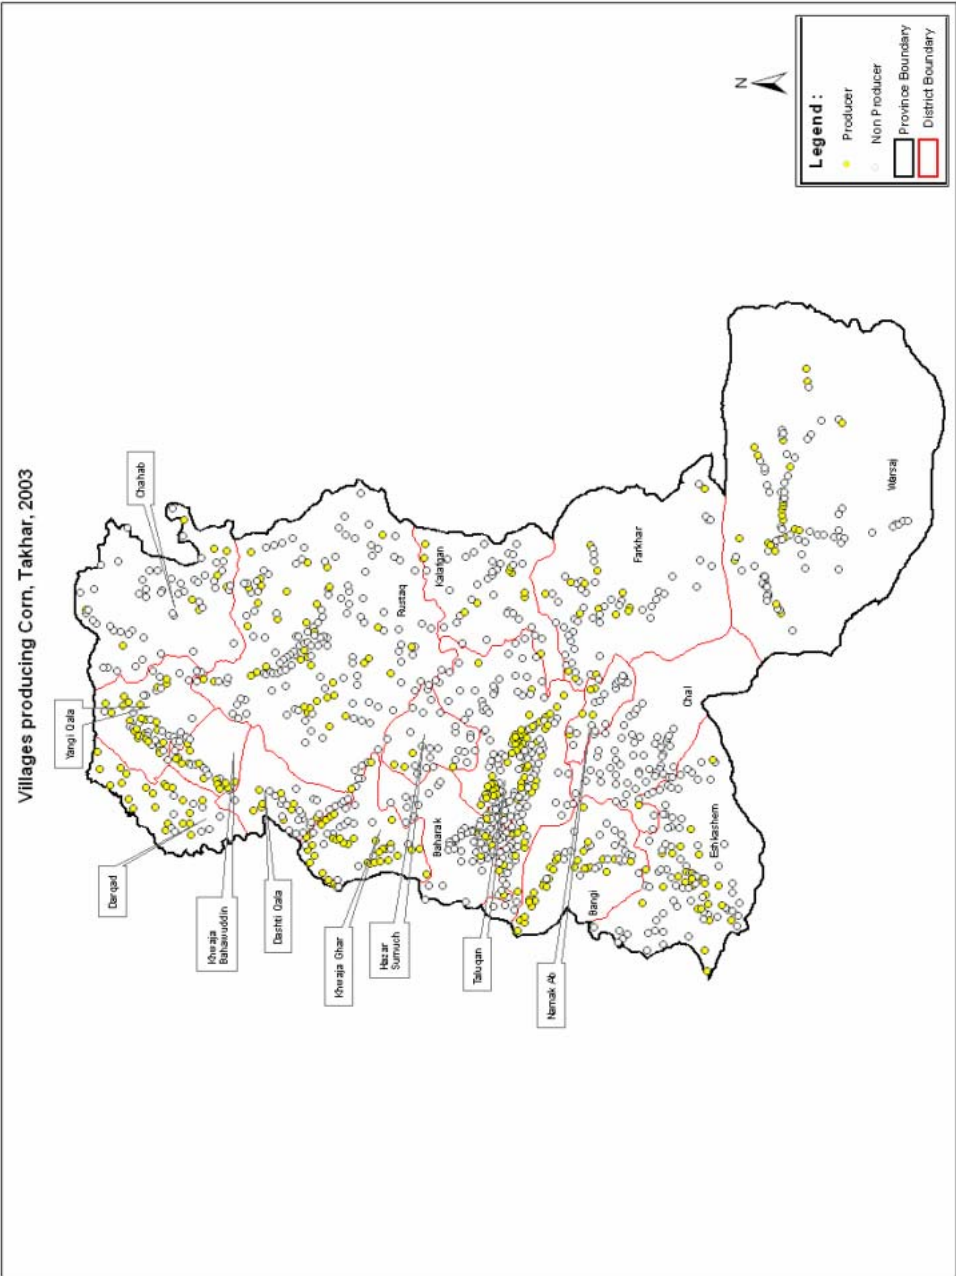 Villages producing Corn, Takhar, 2003
Chahab
Yangi Qala
Darqad
Khwaja
Bahawuddin
Dashti Qala
Khwaja Ghar
Hazar
Sumuch
Taluqan
Namak Ab
Rustaq
Kalafgan
Baharak
Farkhar
Bangi
Chal
Eshkashem
Warsaj
N
Legend :
Producer
Non Producer
Province Boundary
District Boundary